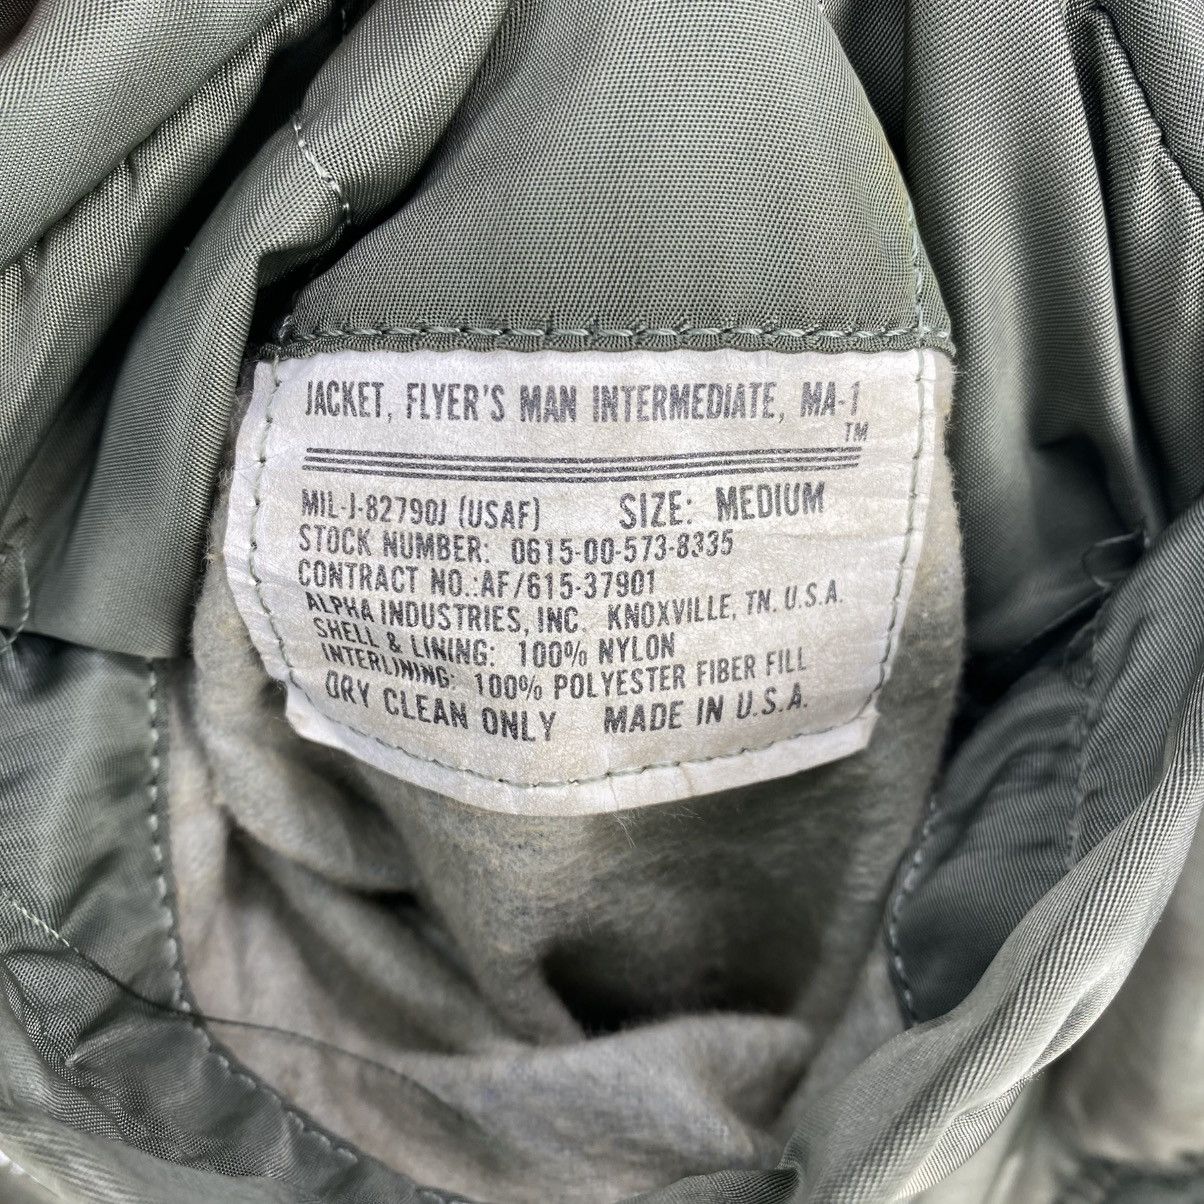 JACKET, FLYER'S MAN INTERMEDIATE, MA-1
TM
MIL-J-82790J (USAF) SIZE: MEDIUM
STOCK NUMBER: 0615-00-573-8335
CONTRACT NO.:AF/615-37901
ALPHA INDUSTRIES, INC. KNOXVILLE, TN. U.S.A.
SHELL & LINING: 100% NYLON
INTERLINING: 100% POLYESTER FIBER FILL
DRY CLEAN ONLY MADE IN U.S.A.